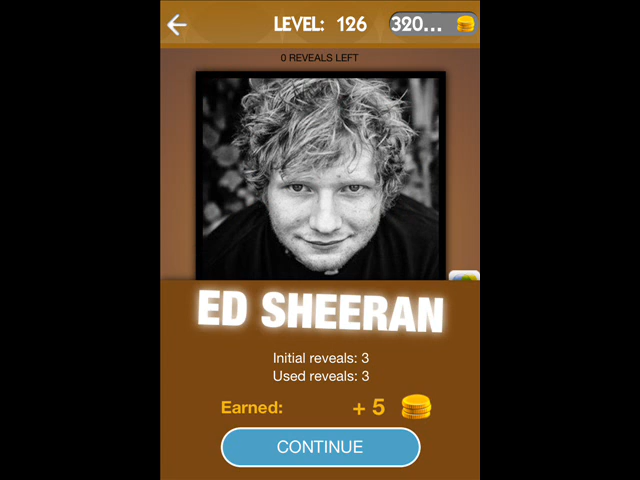 LEVEL: 126
320...
0 REVEALS LEFT
ED SHEERAN
Initial reveals: 3
Used reveals: 3
Earned: + 5
CONTINUE